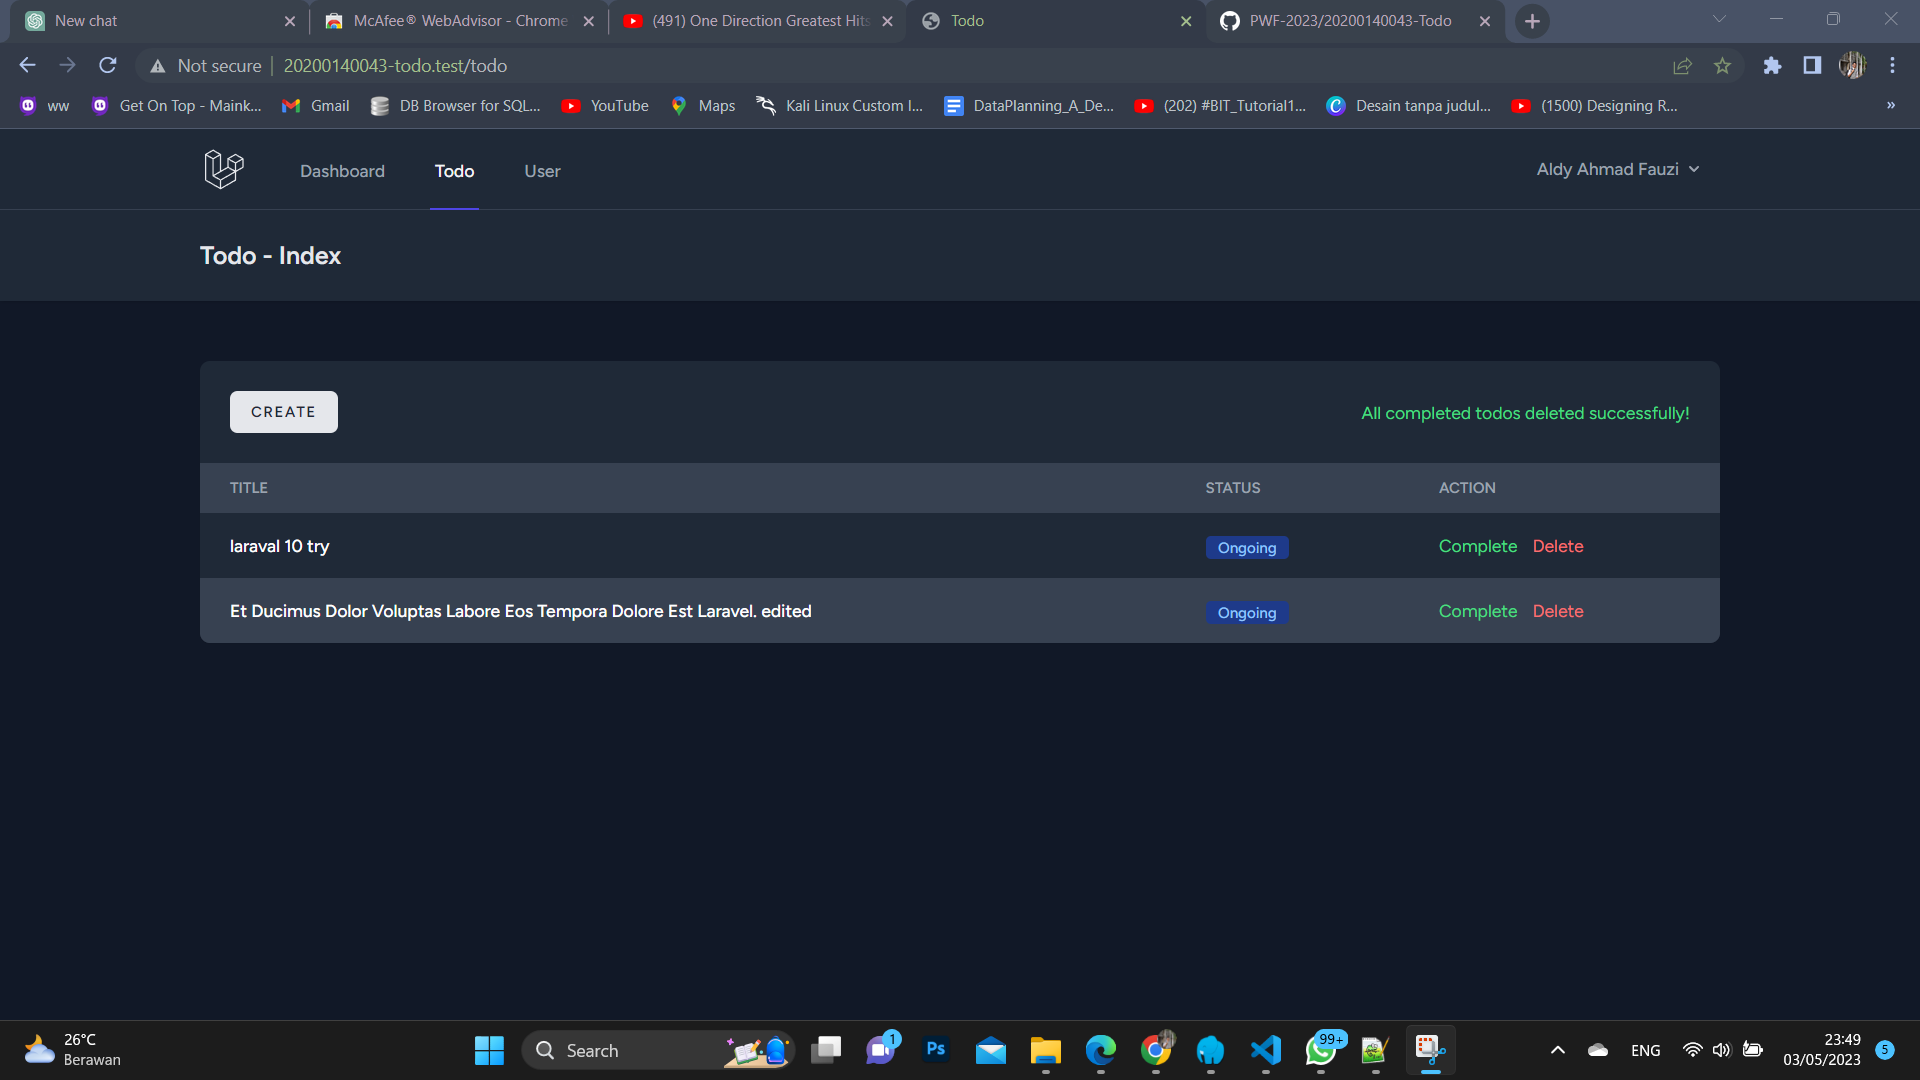 New chat
McAfee® WebAdvisor - Chrome
(491) One Direction Greatest Hits
Todo
PWF-2023/20200140043-Todo
Not secure
20200140043-todo.test/todo
ww
Get On Top - Maink...
Gmail
DB Browser for SQL...
YouTube
Maps
Kali Linux Custom I...
DataPlanning_A_De...
(202) #BIT_Tutorial1...
Desain tanpa judul...
(1500) Designing R...
»
Dashboard
Todo
User
Aldy Ahmad Fauzi
Todo - Index
CREATE
All completed todos deleted successfully!
TITLE STATUS ACTION
laraval 10 try Ongoing Complete Delete
Et Ducimus Dolor Voluptas Labore Eos Tempora Dolore Est Laravel. edited Ongoing Complete Delete
26°C
Berawan
Search
1
Ps
99+
ENG
23:49
03/05/2023
5